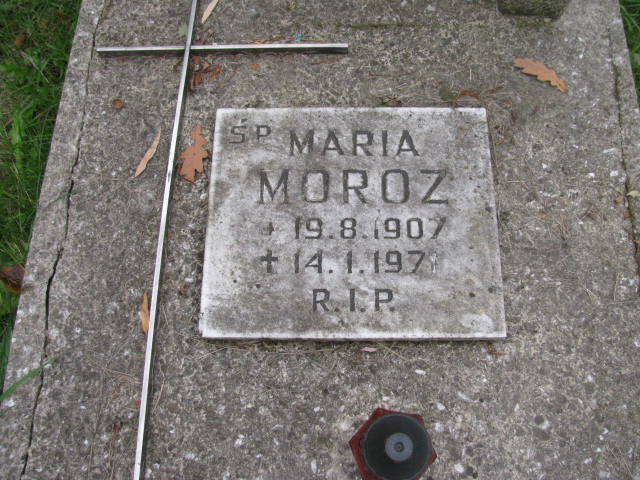 ŚP MARIA
MOROZ
* 19.8.1907
✝ 14.1.1971
R.I.P.